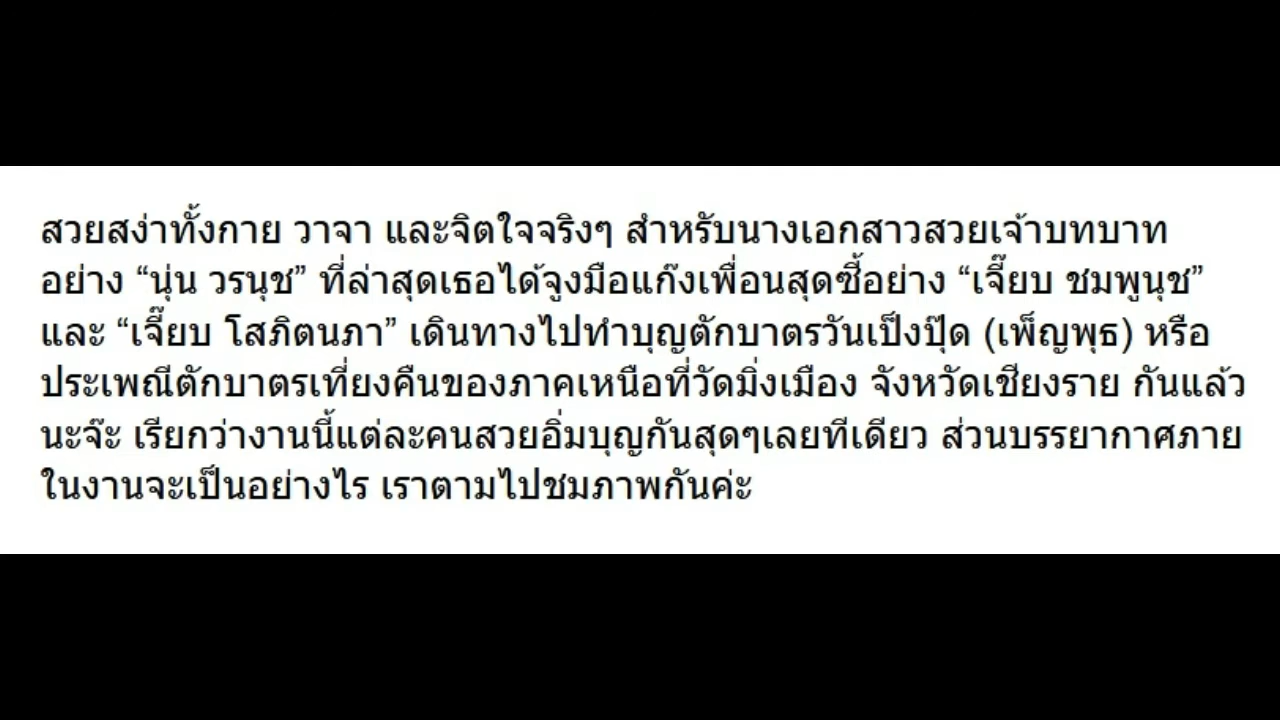 สวยสง่าทั้งกาย วาจา และจิตใจจริงๆ สำหรับนางเอกสาวสวยเจ้าบทบาท
อย่าง “นุ่น วรนุช” ที่ล่าสุดเธอได้จูงมือแก๊งเพื่อนสุดซี้อย่าง “เจี๊ยบ ชมพูนุช”
และ “เจี๊ยบ โสภิตนภา” เดินทางไปทำบุญตักบาตรวันเป็งปุ๊ด (เพ็ญพุธ) หรือ
ประเพณีตักบาตรเที่ยงคืนของภาคเหนือที่วัดมิ่งเมือง จังหวัดเชียงราย กันแล้ว
นะจ๊ะ เรียกว่างานนี้แต่ละคนสวยอิ่มบุญกันสุดๆเลยทีเดียว ส่วนบรรยากาศภาย
ในงานจะเป็นอย่างไร เราตามไปชมภาพกันค่ะ